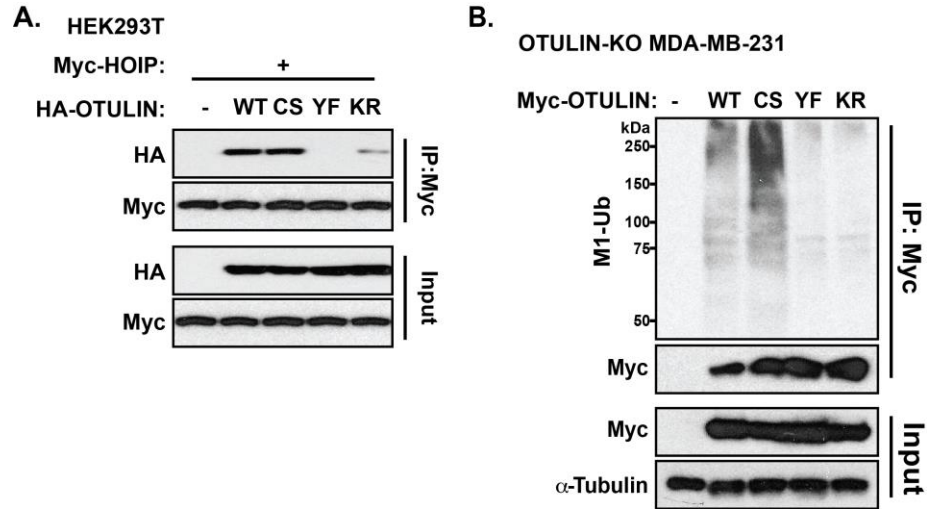 A.
HEK293T
Myc-HOIP: +
HA-OTULIN: - WT CS YF KR
HA
Myc
IP:Myc
HA
Myc
Input
B.
OTULIN-KO MDA-MB-231
Myc-OTULIN: - WT CS YF KR
kDa
250
150
100
75
50
M1-Ub
Myc
IP: Myc
Myc
α-Tubulin
Input